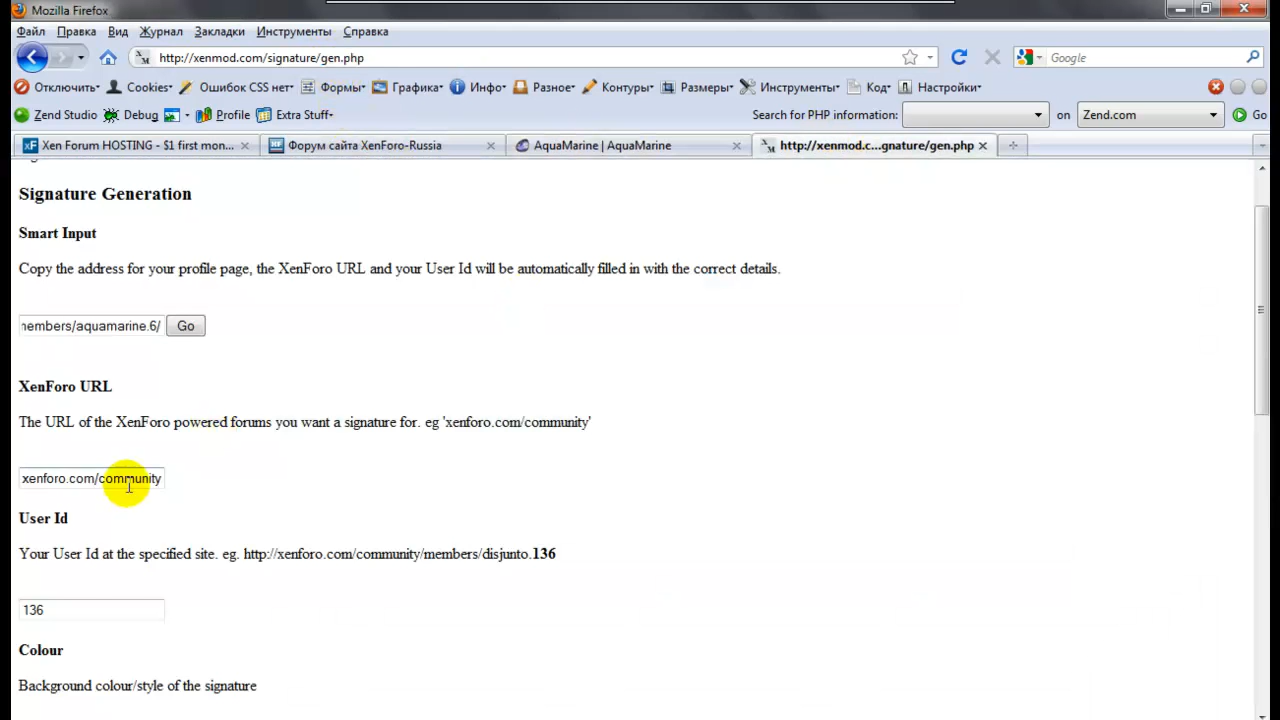 Mozilla Firefox
Файл Правка Вид Журнал Закладки Инструменты Справка
http://xenmod.com/signature/gen.php
Google
Отключить Cookies Ошибок CSS нет Формы Графика Инфо Разное Контуры Размеры Инструменты Код Настройки
Zend Studio Debug Profile Extra Stuff Search for PHP information: on Zend.com Go
Xen Forum HOSTING - $1 first mon... Форум сайта XenForo-Russia AquaMarine | AquaMarine http://xenmod.c...gnature/gen.php
Signature Generation
Smart Input
Copy the address for your profile page, the XenForo URL and your User Id will be automatically filled in with the correct details.
members/aquamarine.6/ Go
XenForo URL
The URL of the XenForo powered forums you want a signature for. eg 'xenforo.com/community'
xenforo.com/community
User Id
Your User Id at the specified site. eg. http://xenforo.com/community/members/disjunto.136
136
Colour
Background colour/style of the signature